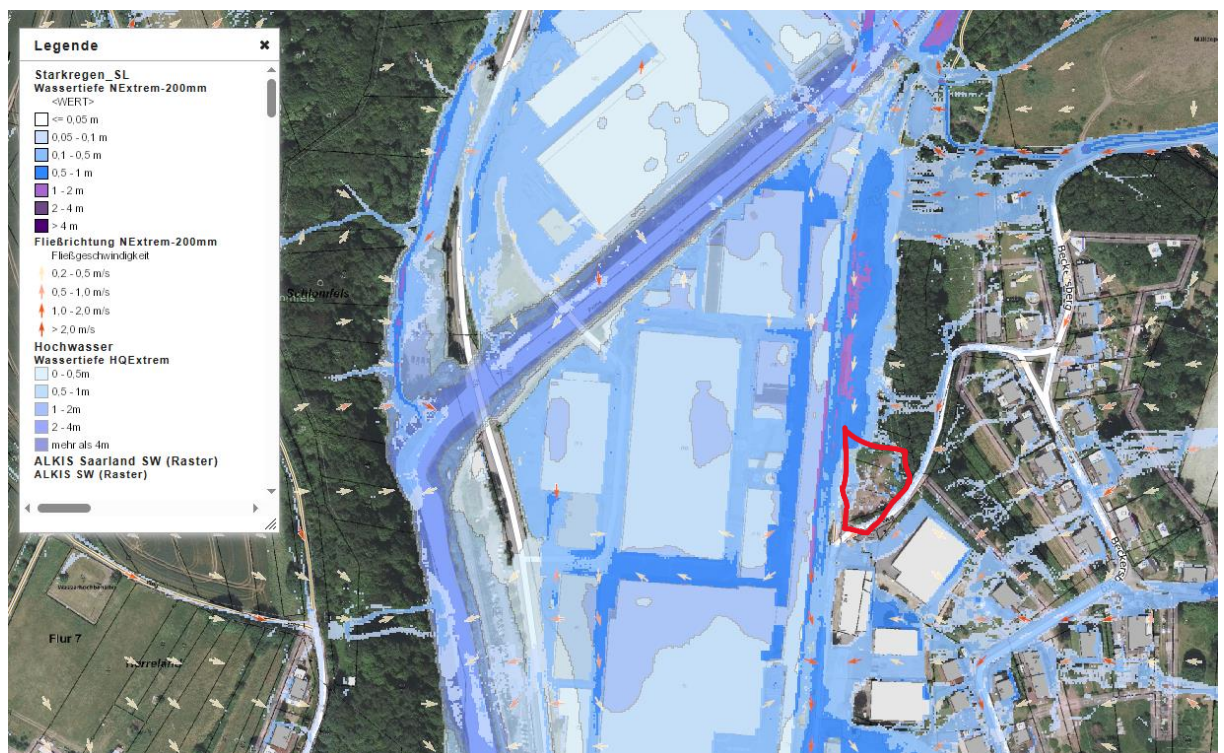 Legende
Starkregen_SL
Wassertiefe NExtrem-200mm
<WERT>
<= 0,05 m
0,05 - 0,1 m
0,1 - 0,5 m
0,5 - 1 m
1 - 2 m
2 - 4 m
> 4 m
Fließrichtung NExtrem-200mm
Fließgeschwindigkeit
0,2 - 0,5 m/s
0,5 - 1,0 m/s
1,0 - 2,0 m/s
> 2,0 m/s
Hochwasser
Wassertiefe HQExtrem
0 - 0,5m
0,5 - 1m
1 - 2m
2 - 4m
mehr als 4m
ALKIS Saarland SW (Raster)
ALKIS SW (Raster)
Flur 7
Beckersberg